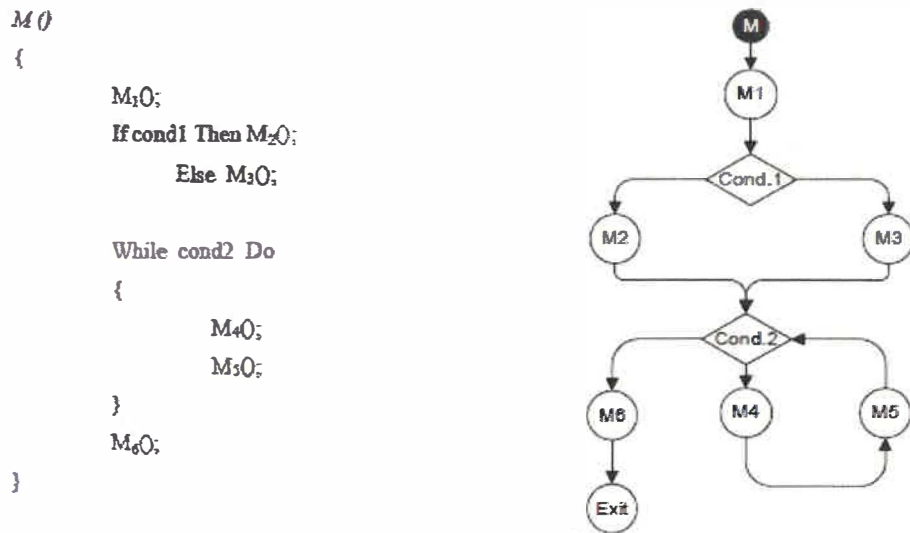 M ()
{
M1();
If cond1 Then M2();
Else M3();
While cond2 Do
{
M4();
M5();
}
M6();
}
M
M1
Cond.1
M2
M3
Cond.2
M6
M4
M5
Exit